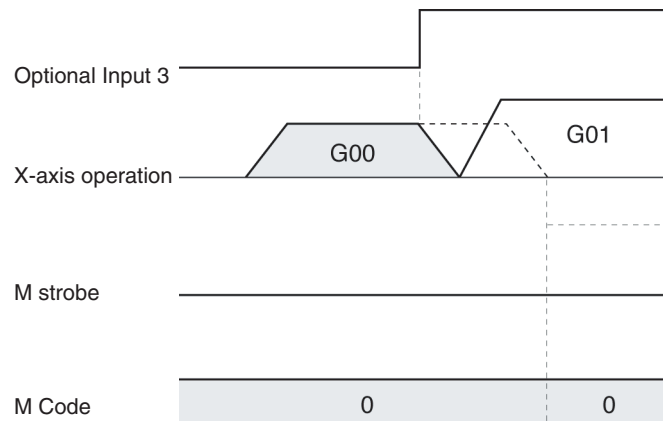 Optional Input 3
G00
G01
X-axis operation
M strobe
M Code
0
0